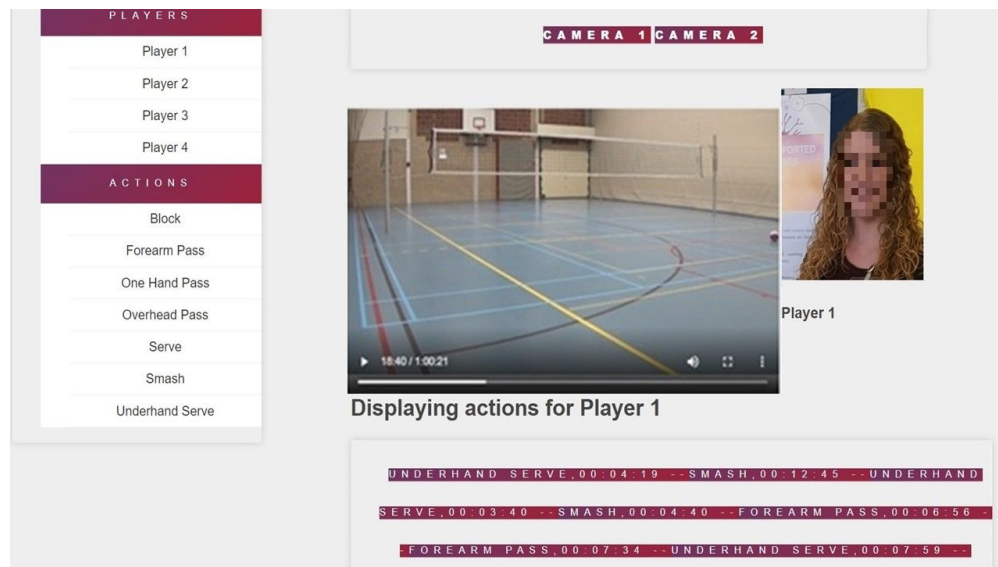 PLAYERS
Player 1
Player 2
Player 3
Player 4
ACTIONS
Block
Forearm Pass
One Hand Pass
Overhead Pass
Serve
Smash
Underhand Serve
CAMERA 1 CAMERA 2
PORTED
18:40 / 1:00:21
Player 1
Displaying actions for Player 1
UNDERHAND SERVE,00:04:19 --SMASH,00:12:45 --UNDERHAND
SERVE,00:03:40 --SMASH,00:04:40 --FOREARM PASS,00:06:56 -
-FOREARM PASS,00:07:34 --UNDERHAND SERVE,00:07:59 --